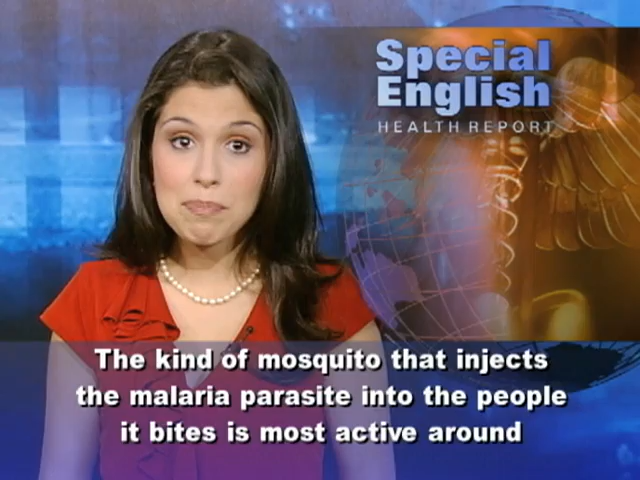 Special
English
HEALTH REPORT
The kind of mosquito that injects
the malaria parasite into the people
it bites is most active around